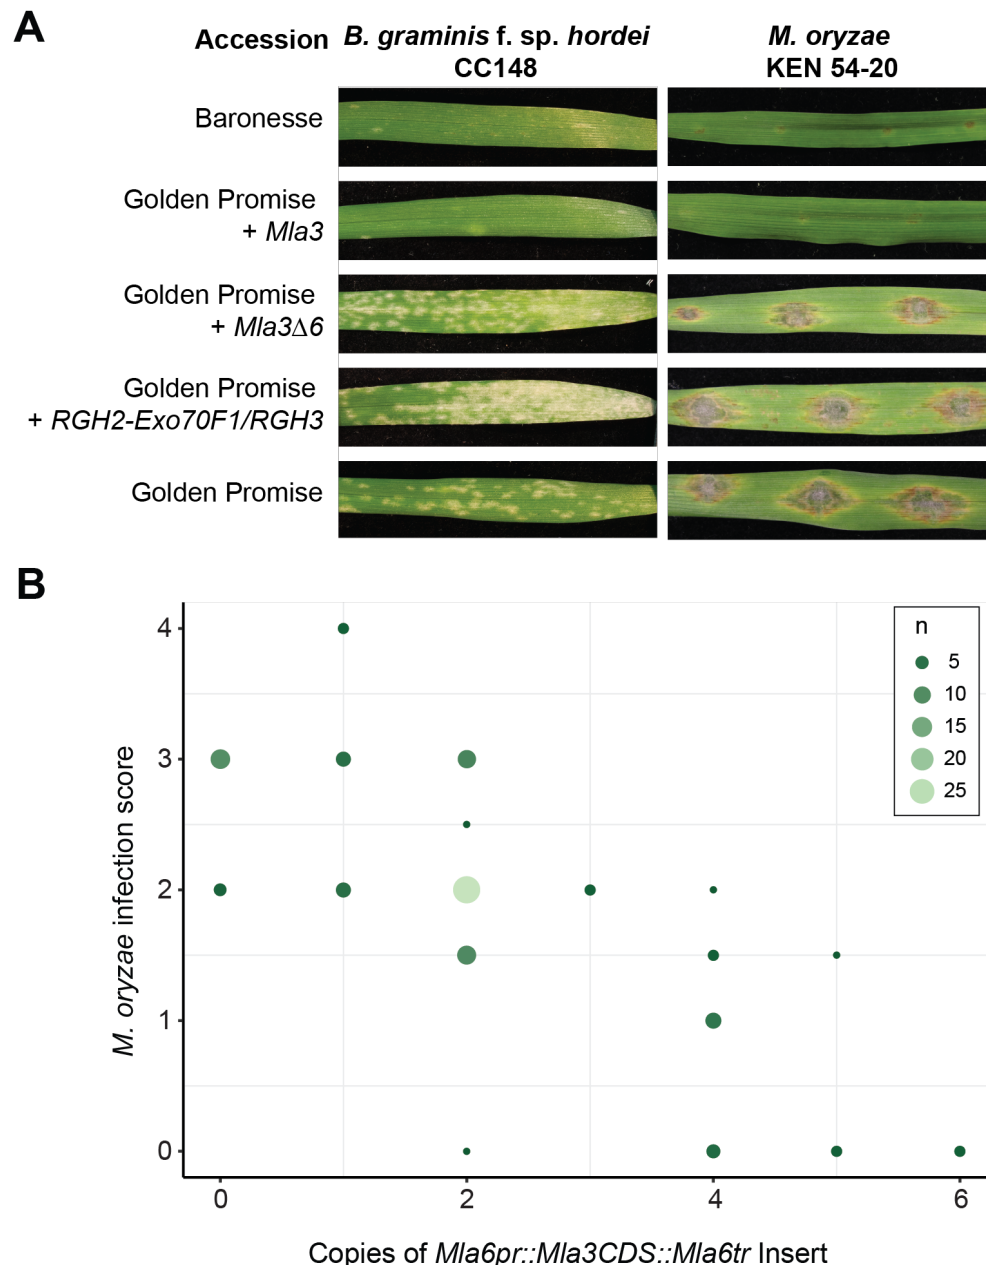 A
Accession B. graminis f. sp. hordei M. oryzae
CC148 KEN 54-20
Baronesse
Golden Promise
+ Mla3
Golden Promise
+ Mla3Δ6
Golden Promise
+ RGH2-Exo70F1/RGH3
Golden Promise
B
n
5
10
15
20
25
4
3
2
1
0
M. oryzae infection score
0 2 4 6
Copies of Mla6pr::Mla3CDS::Mla6tr Insert